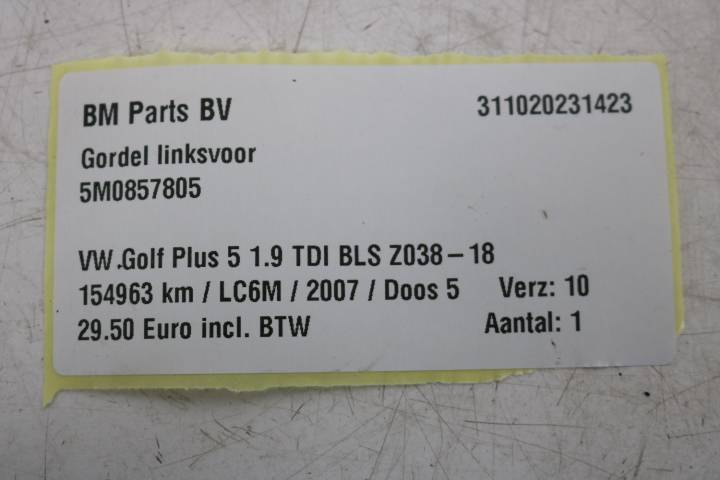 BM Parts BV 311020231423
Gordel linksvoor
5M0857805
VW Golf Plus 5 1.9 TDI BLS Z038-18
154963 km / LC6M / 2007 / Doos 5 Verz: 10
29.50 Euro incl. BTW Aantal: 1